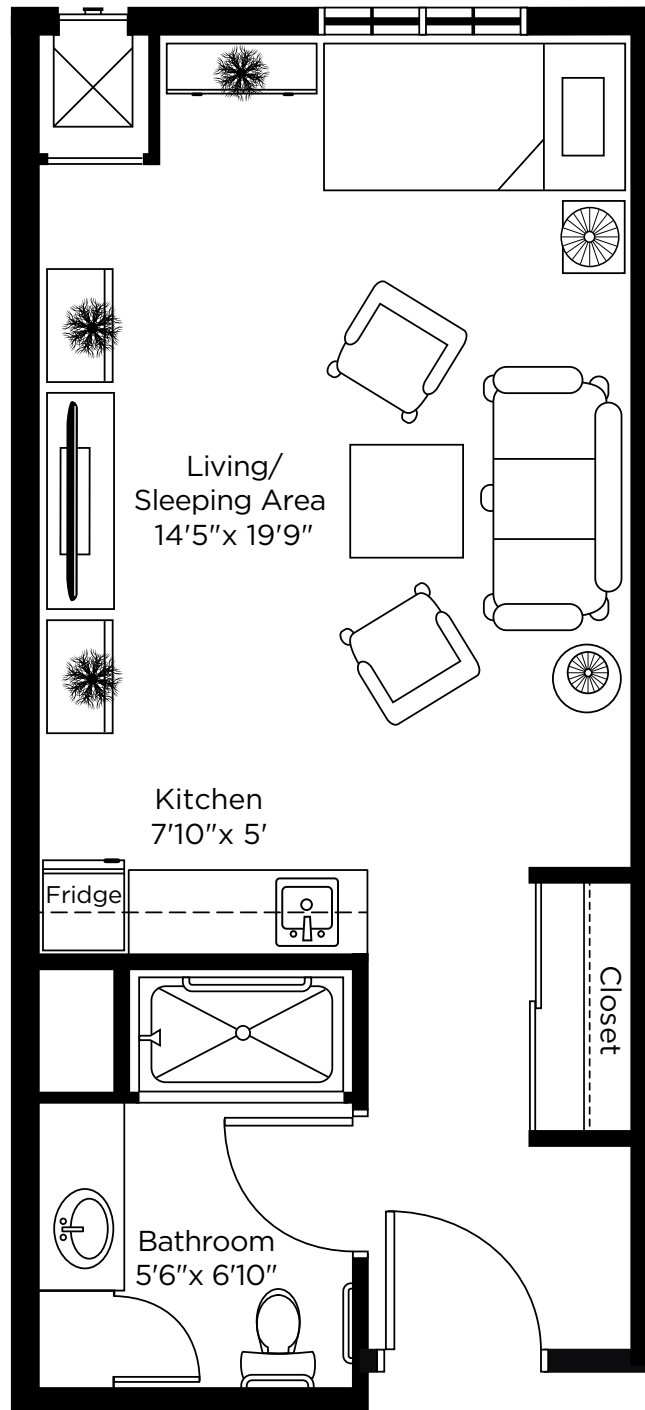 Living/
Sleeping Area
14'5"x 19'9"
Kitchen
7'10"x 5'
Fridge
Closet
Bathroom
5'6"x 6'10"